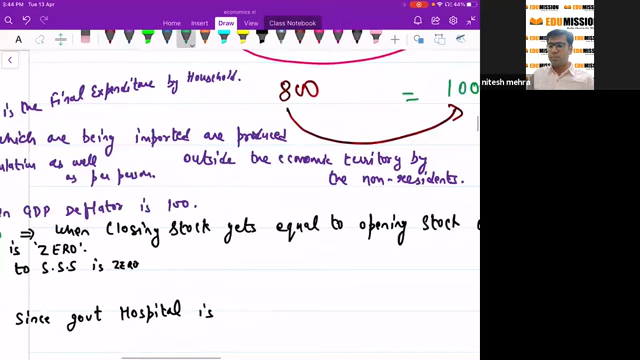 3:44 PM Tue 13 Apr
economics xi
44%
Home Insert Draw View Class Notebook
EDUMISSION
EDUMISSION
nitesh mehra
is the Final Expenditure by Household.
800 = 100
which are being imported are produced
outside the economic territory by
the non-residents.
ulation as well
as per person.
en GDP Deflator is 100.
⇒ When Closing Stock gets equal to opening Stock
is 'ZERO'.
to S.S.S is ZERO
Since govt Hospital is